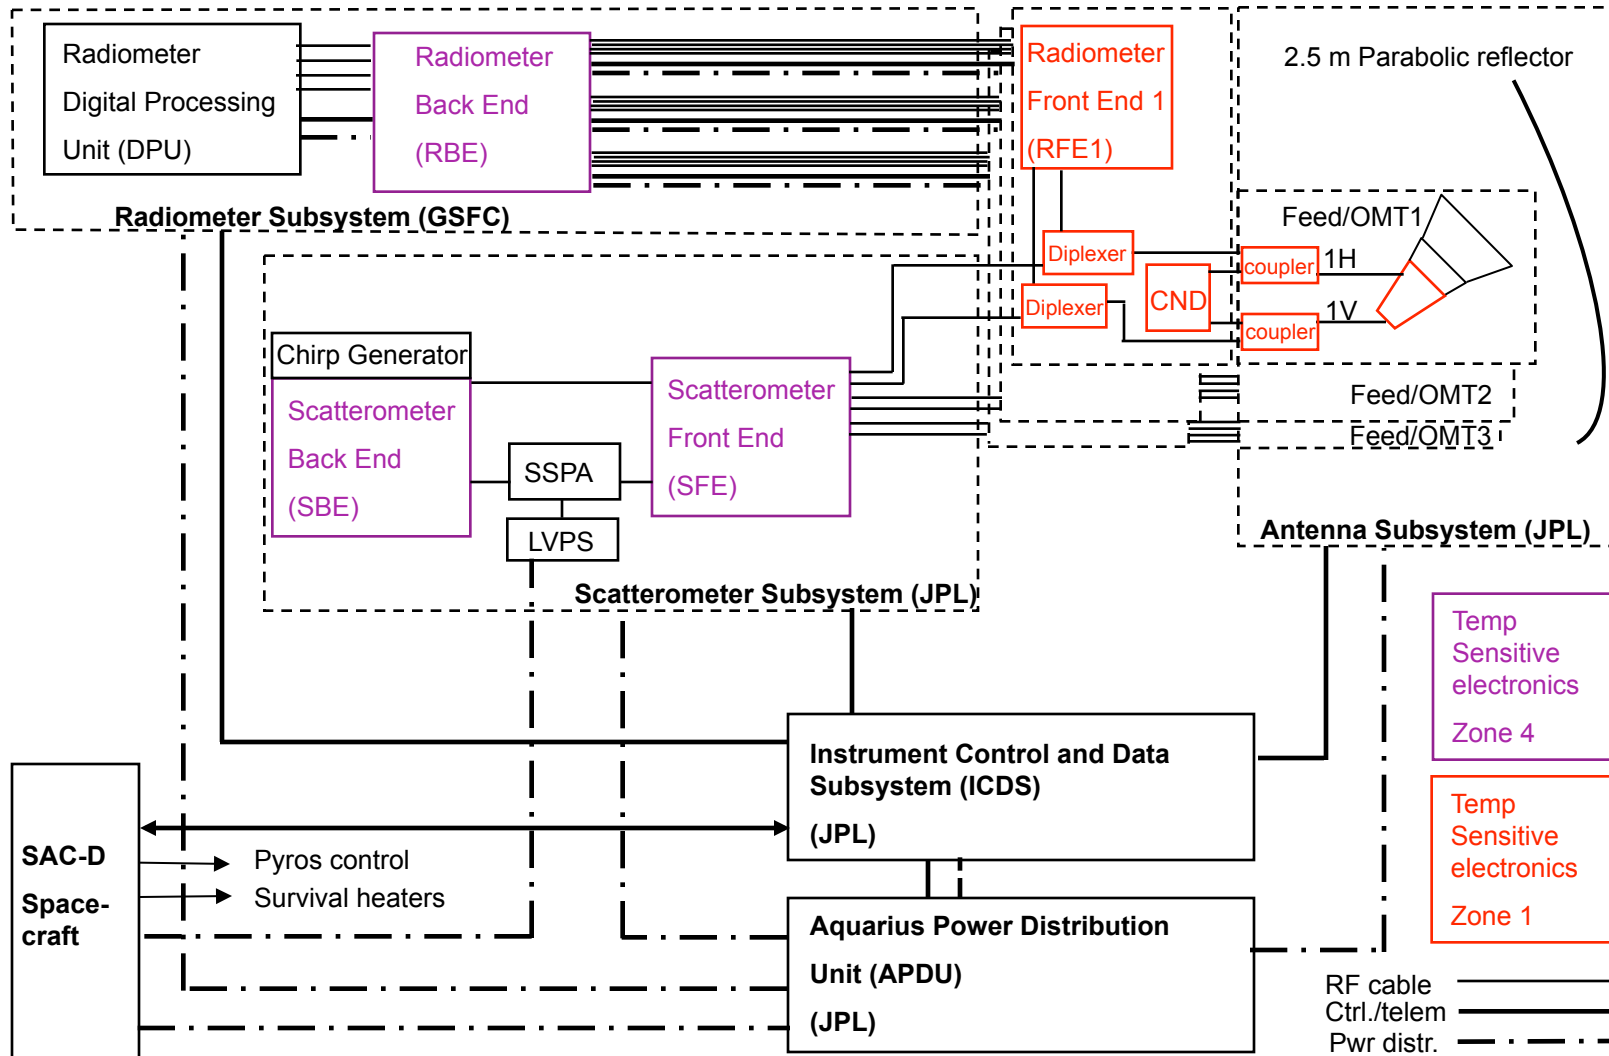 Radiometer
Digital Processing
Unit (DPU)
Radiometer
Back End
(RBE)
Radiometer Subsystem (GSFC)
Radiometer
Front End 1
(RFE1)
Diplexer
Diplexer
CND
2.5 m Parabolic reflector
Feed/OMT1
coupler
1H
1V
coupler
Feed/OMT2
Feed/OMT3
Antenna Subsystem (JPL)
Chirp Generator
Scatterometer
Back End
(SBE)
SSPA
LVPS
Scatterometer
Front End
(SFE)
Scatterometer Subsystem (JPL)
Temp
Sensitive
electronics
Zone 4
Temp
Sensitive
electronics
Zone 1
Instrument Control and Data
Subsystem (ICDS)
(JPL)
SAC-D
Space-
craft
Pyros control
Survival heaters
Aquarius Power Distribution
Unit (APDU)
(JPL)
RF cable
Ctrl./telem
Pwr distr.